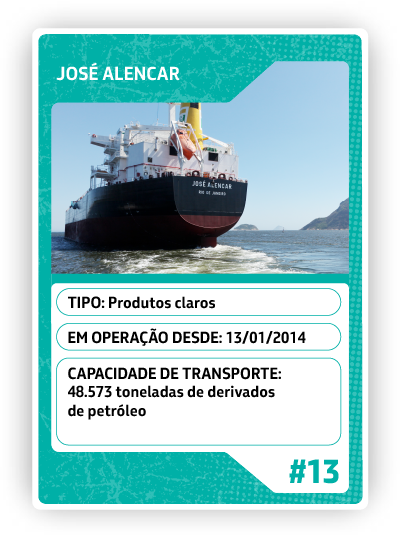 JOSÉ ALENCAR
JOSÉ ALENCAR
RIO DE JANEIRO
TIPO: Produtos claros
EM OPERAÇÃO DESDE: 13/01/2014
CAPACIDADE DE TRANSPORTE:
48.573 toneladas de derivados
de petróleo
#13